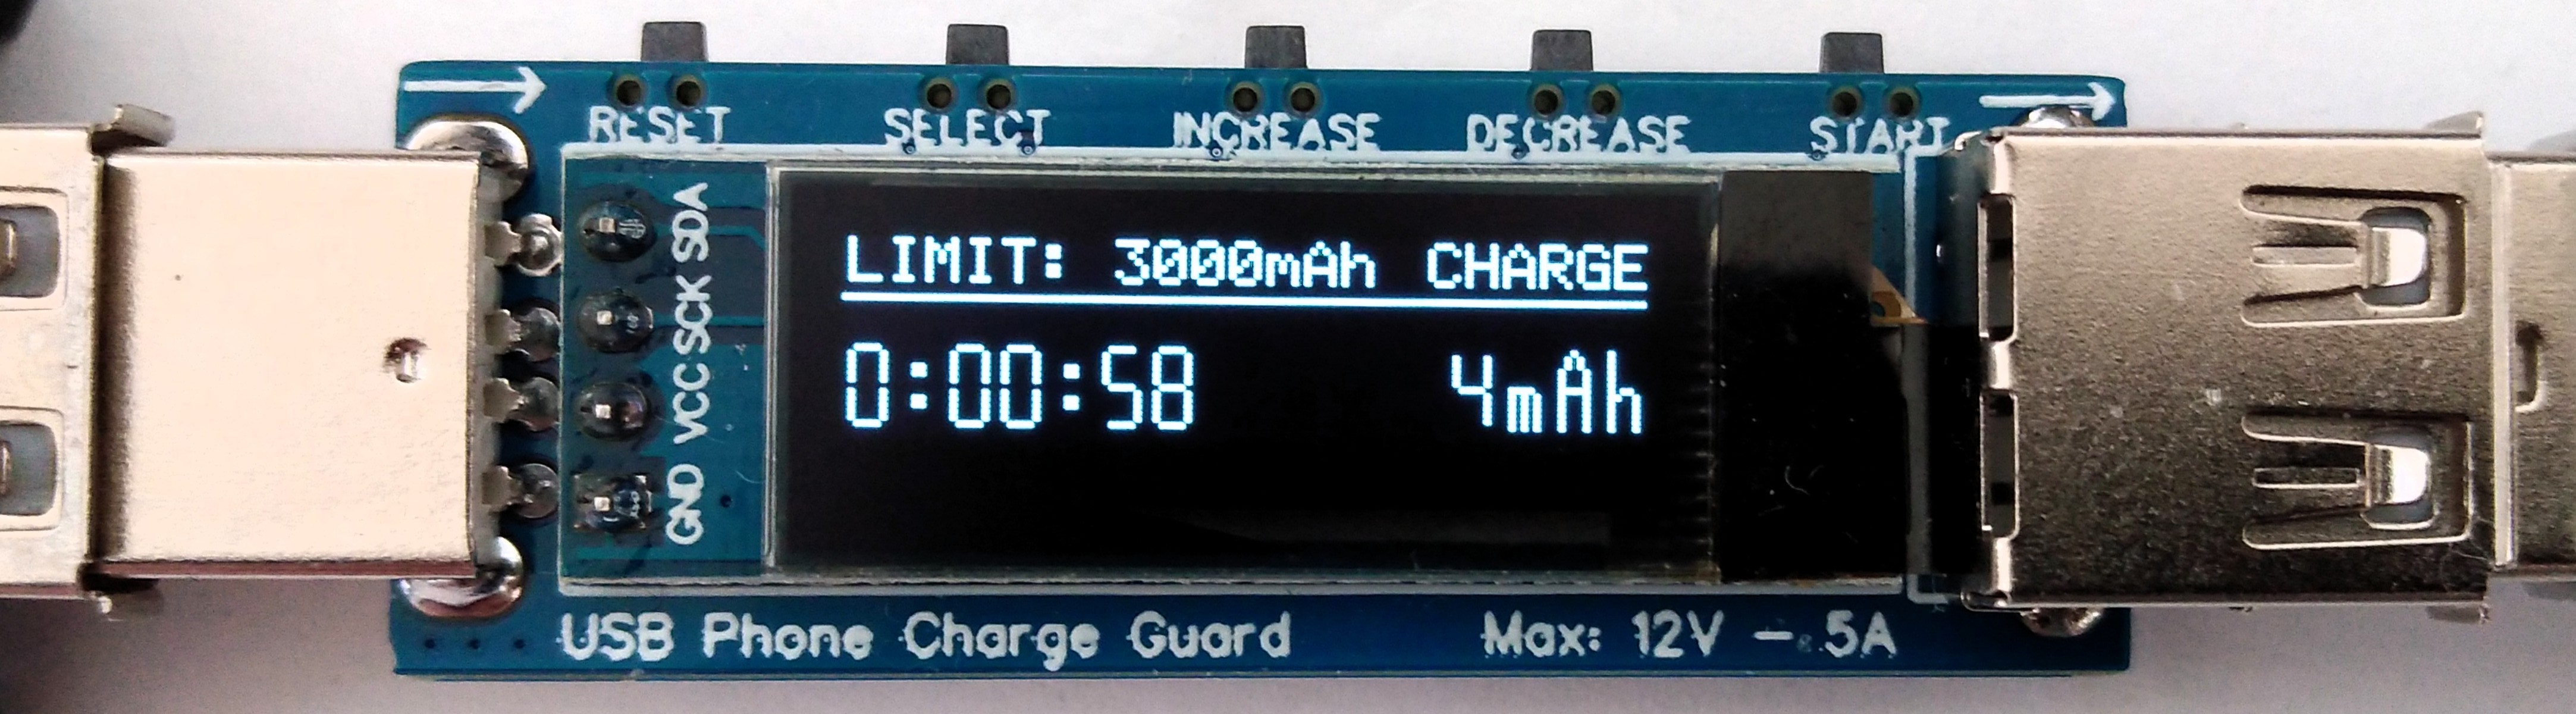 RESET SELECT INCREASE DECREASE START
SDA
SCK
VCC
GND
LIMIT: 3000mAh CHARGE
0:00:58 4mAh
USB Phone Charge Guard Max: 12V - 5A